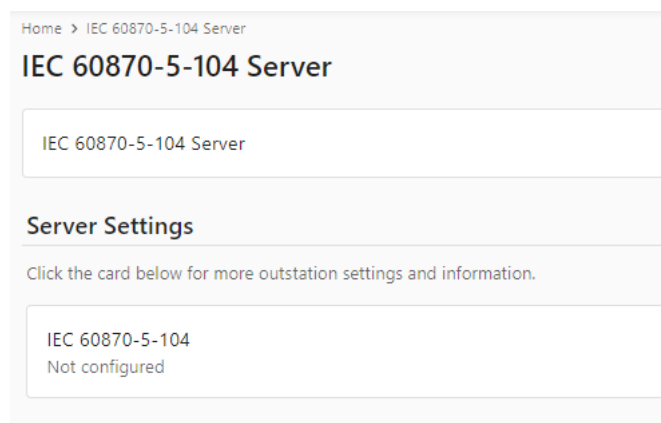 Home > IEC 60870-5-104 Server
IEC 60870-5-104 Server
IEC 60870-5-104 Server
Server Settings
Click the card below for more outstation settings and information.
IEC 60870-5-104
Not configured